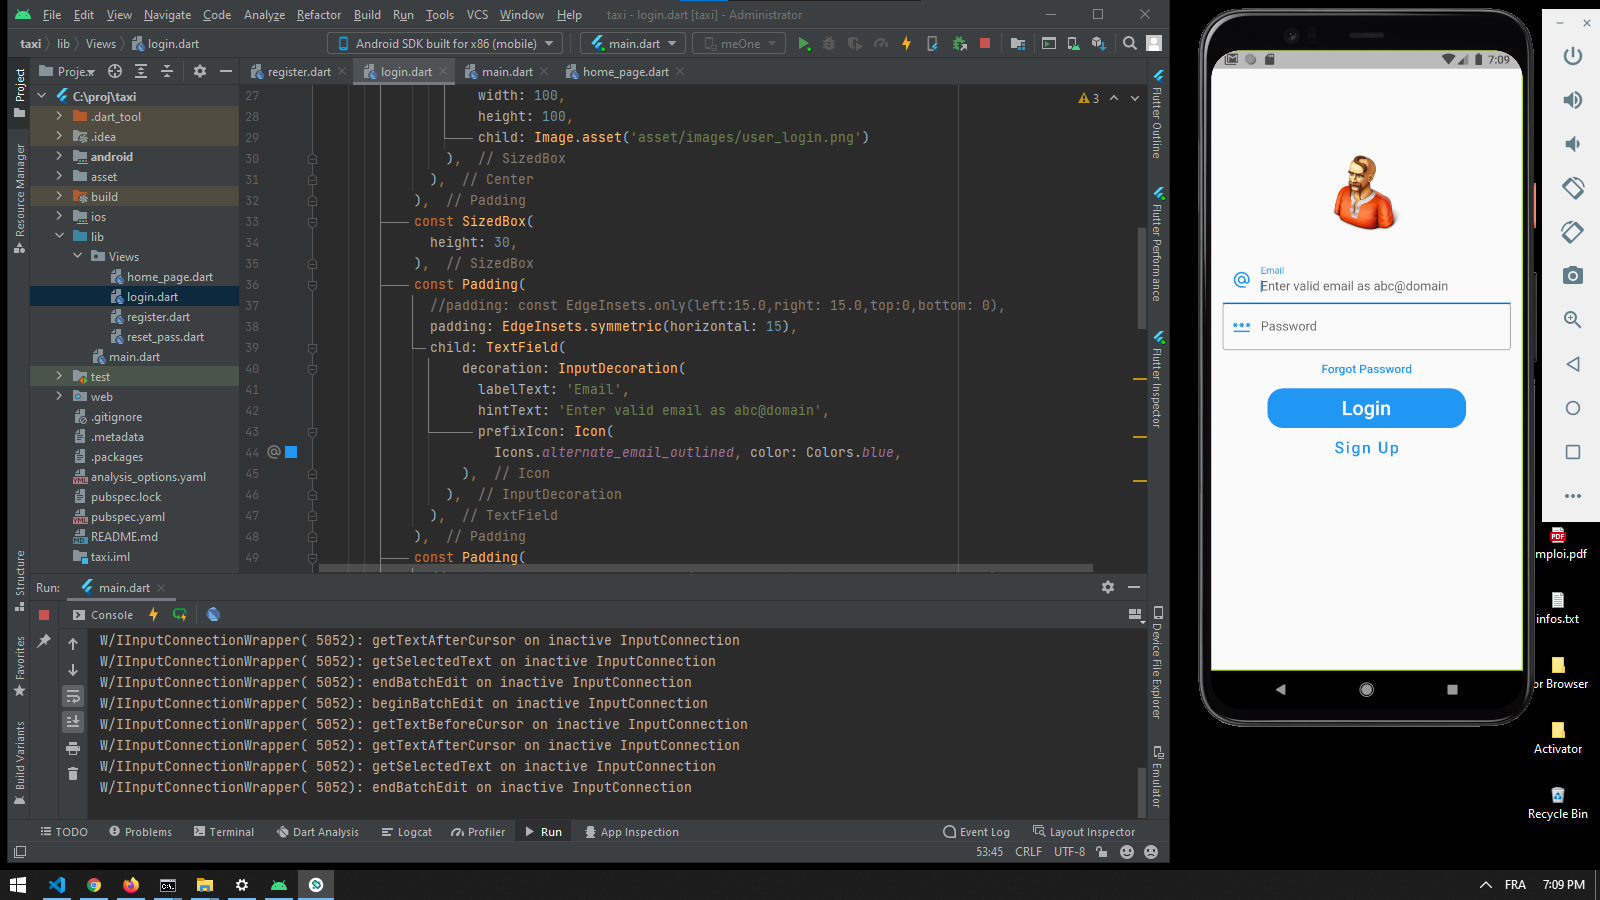 File Edit View Navigate Code Analyze Refactor Build Run Tools VCS Window Help taxi - login.dart [taxi] - Administrator
taxi lib Views login.dart Android SDK built for x86 (mobile) main.dart meOne
Project
Proje... register.dart login.dart main.dart home_page.dart
C:\proj\taxi
.dart_tool
.idea
android
asset
build
ios
lib
Views
home_page.dart
login.dart
register.dart
reset_pass.dart
main.dart
test
web
.gitignore
.metadata
.packages
analysis_options.yaml
pubspec.lock
pubspec.yaml
README.md
taxi.iml
Resource Manager
Structure
Favorites
Build Variants
3
27 width: 100,
28 height: 100,
29 child: Image.asset('asset/images/user_login.png')
30 ), // SizedBox
31 ), // Center
32 ), // Padding
33 const SizedBox(
34 height: 30,
35 ), // SizedBox
36 const Padding(
37 //padding: const EdgeInsets.only(left:15.0,right: 15.0,top:0,bottom: 0),
38 padding: EdgeInsets.symmetric(horizontal: 15),
39 child: TextField(
40 decoration: InputDecoration(
41 labelText: 'Email',
42 hintText: 'Enter valid email as abc@domain',
43 prefixIcon: Icon(
44 Icons.alternate_email_outlined, color: Colors.blue,
45 ), // Icon
46 ), // InputDecoration
47 ), // TextField
48 ), // Padding
49 const Padding(
Flutter Outline
Flutter Performance
Flutter Inspector
Device File Explorer
Emulator
Run: main.dart
Console
W/IInputConnectionWrapper( 5052): getTextAfterCursor on inactive InputConnection
W/IInputConnectionWrapper( 5052): getSelectedText on inactive InputConnection
W/IInputConnectionWrapper( 5052): endBatchEdit on inactive InputConnection
W/IInputConnectionWrapper( 5052): beginBatchEdit on inactive InputConnection
W/IInputConnectionWrapper( 5052): getTextBeforeCursor on inactive InputConnection
W/IInputConnectionWrapper( 5052): getTextAfterCursor on inactive InputConnection
W/IInputConnectionWrapper( 5052): getSelectedText on inactive InputConnection
W/IInputConnectionWrapper( 5052): endBatchEdit on inactive InputConnection
TODO Problems Terminal Dart Analysis Logcat Profiler Run App Inspection Event Log Layout Inspector
53:45 CRLF UTF-8
7:09
Email
Enter valid email as abc@domain
Password
Forgot Password
Login
Sign Up
mploi.pdf
infos.txt
or Browser
Activator
Recycle Bin
FRA 7:09 PM